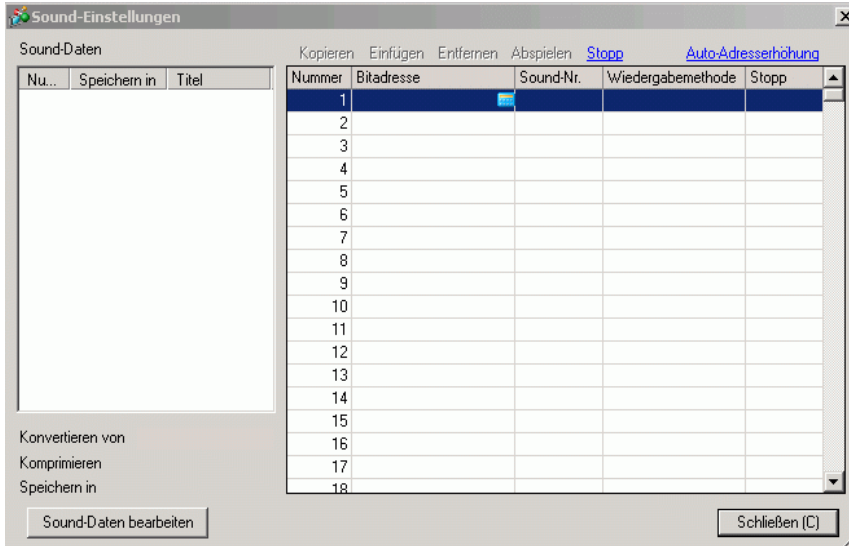 Sound-Einstellungen
Sound-Daten
Kopieren Einfügen Entfernen Abspielen Stopp Auto-Adresserhöhung
Nu... Speichern in Titel
Nummer Bitadresse Sound-Nr. Wiedergabemethode Stopp
1
2
3
4
5
6
7
8
9
10
11
12
13
14
15
16
17
18
Konvertieren von
Komprimieren
Speichern in
Sound-Daten bearbeiten
Schließen (C)